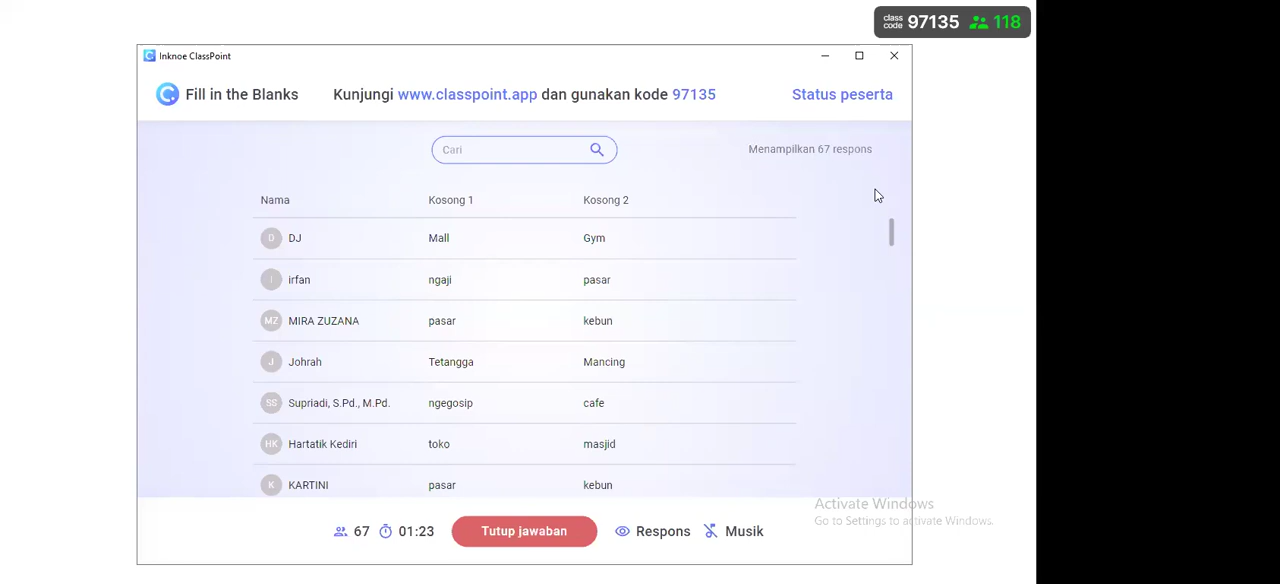 class code 97135 118
Inknoe ClassPoint
Fill in the Blanks Kunjungi www.classpoint.app dan gunakan kode 97135 Status peserta
Cari Menampilkan 67 respons
Nama Kosong 1 Kosong 2
D DJ Mall Gym
I irfan ngaji pasar
MZ MIRA ZUZANA pasar kebun
J Johrah Tetangga Mancing
SS Supriadi, S.Pd., M.Pd. ngegosip cafe
HK Hartatik Kediri toko masjid
K KARTINI pasar kebun
Activate Windows
Go to Settings to activate Windows.
67 01:23 Tutup jawaban Respons Musik